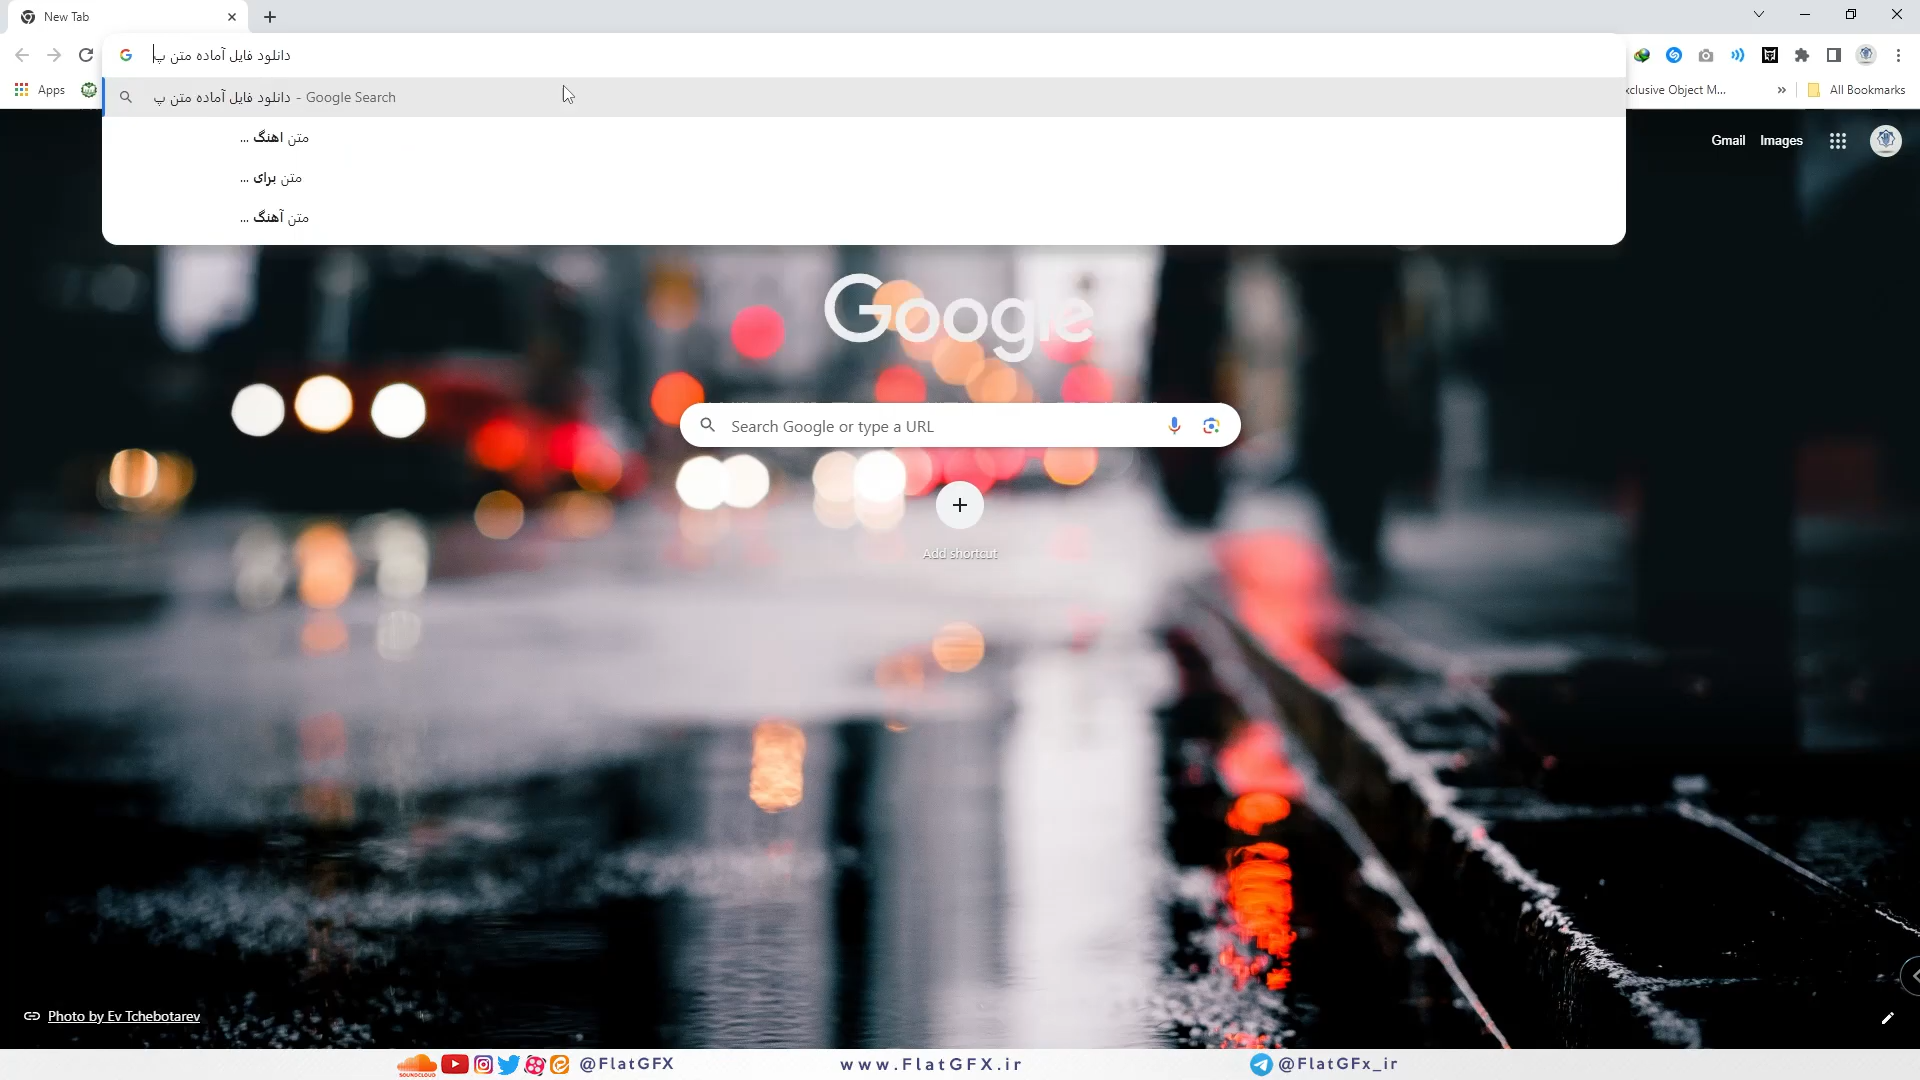 New Tab
دانلود فایل آماده متن پ
Apps
xclusive Object M...
»
All Bookmarks
دانلود فایل آماده متن پ - Google Search
متن اهنگ ...
متن برای ...
متن آهنگ ...
Gmail
Images
Google
Search Google or type a URL
Add shortcut
Photo by Ev Tchebotarev
SOUNDCLOUD
@FlatGFX
www.FlatGFX.ir
@FlatGFx_ir